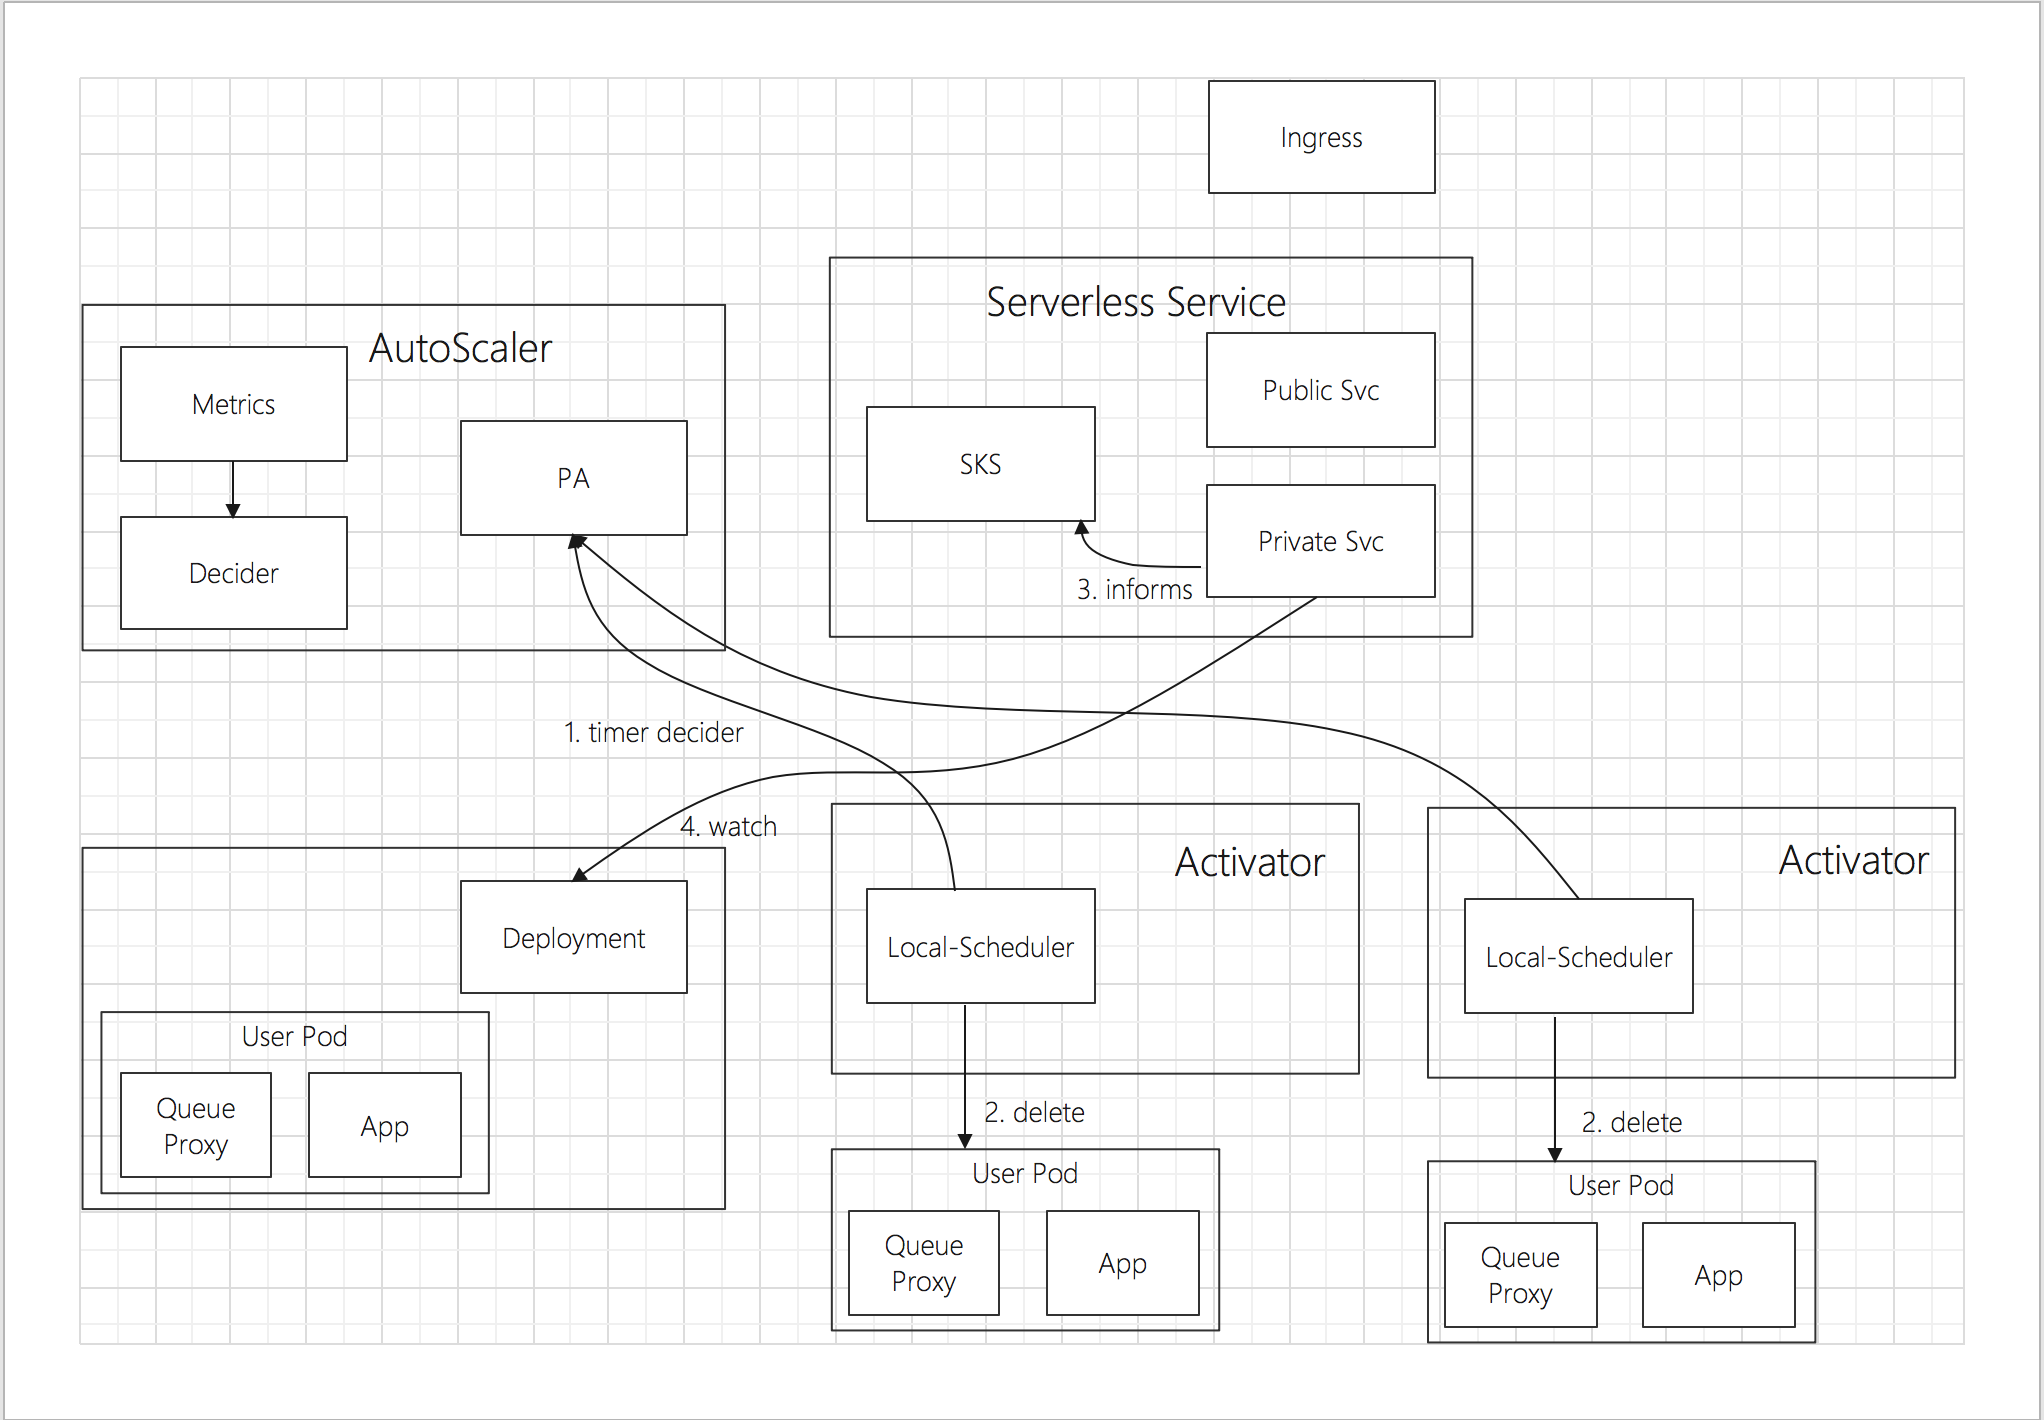 Ingress
Serverless Service
AutoScaler
Public Svc
Metrics
SKS
PA
Private Svc
Decider
3. informs
1. timer decider
4. watch
Activator
Activator
Deployment
Local-Scheduler
Local-Scheduler
User Pod
Queue
Proxy
App
2. delete
2. delete
User Pod
Queue
Proxy
App
User Pod
Queue
Proxy
App